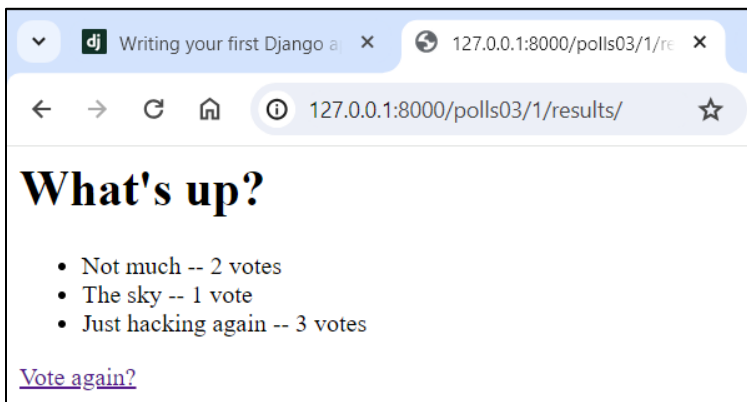 dj Writing your first Django a
127.0.0.1:8000/polls03/1/re
127.0.0.1:8000/polls03/1/results/
What's up?
Not much -- 2 votes
The sky -- 1 vote
Just hacking again -- 3 votes
Vote again?